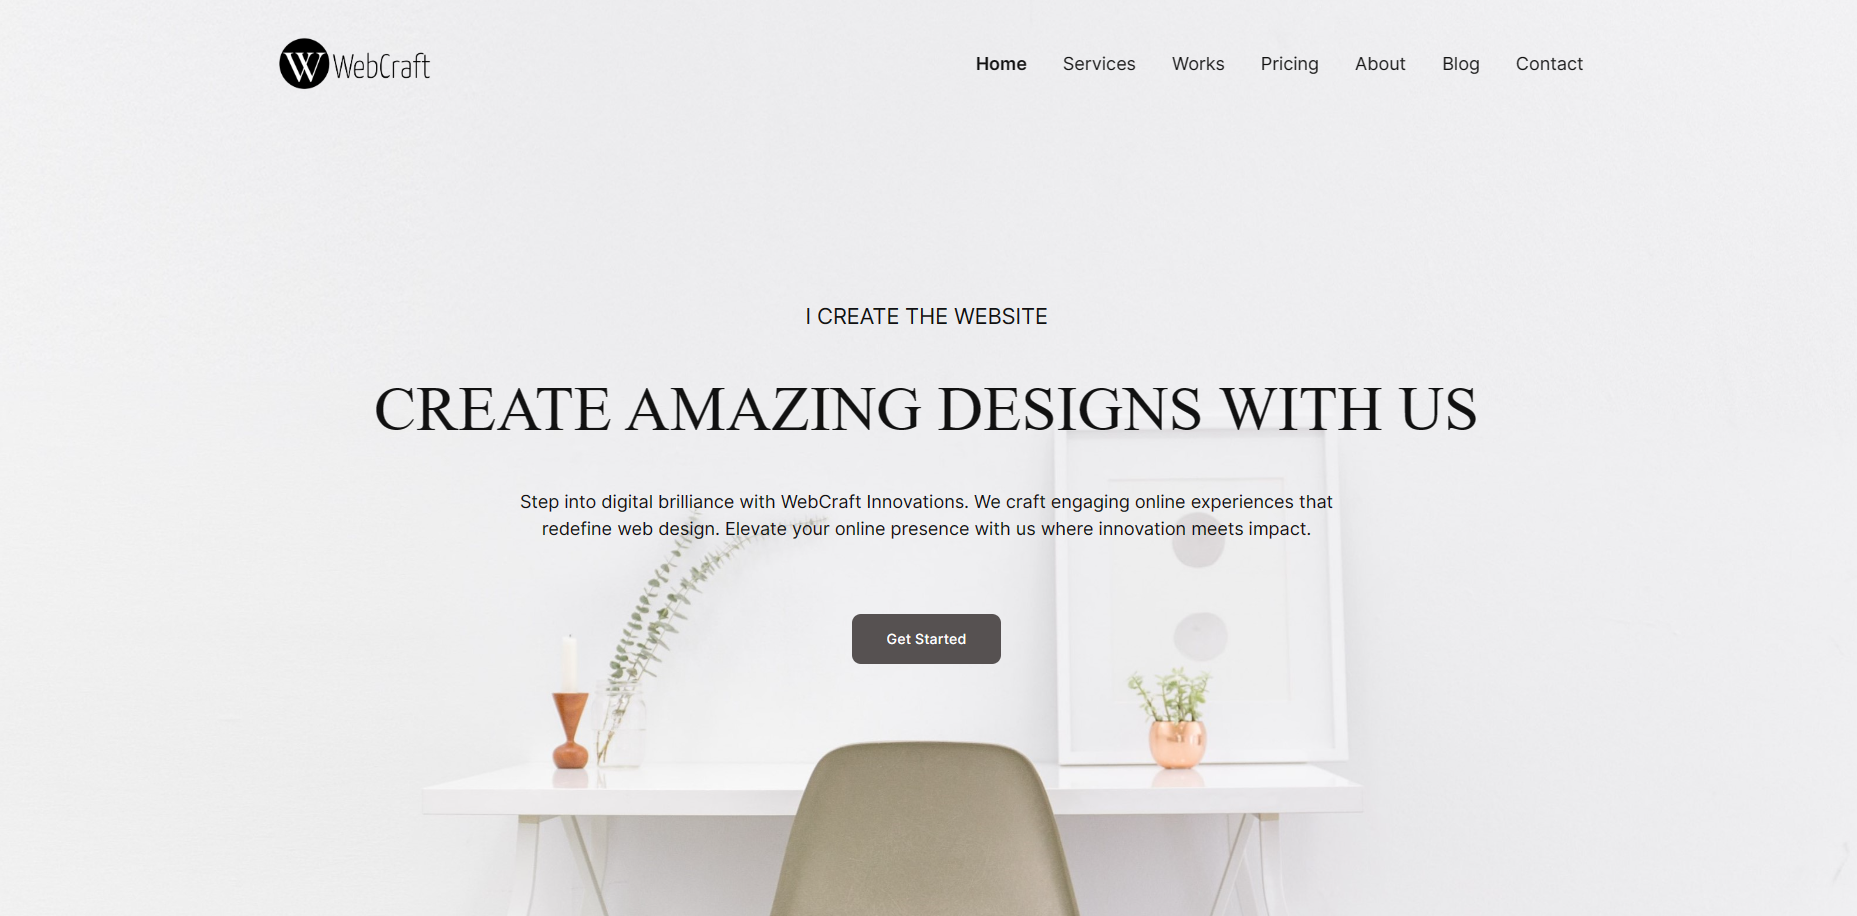 W WebCraft
Home Services Works Pricing About Blog Contact
I CREATE THE WEBSITE
CREATE AMAZING DESIGNS WITH US
Step into digital brilliance with WebCraft Innovations. We craft engaging online experiences that
redefine web design. Elevate your online presence with us where innovation meets impact.
Get Started